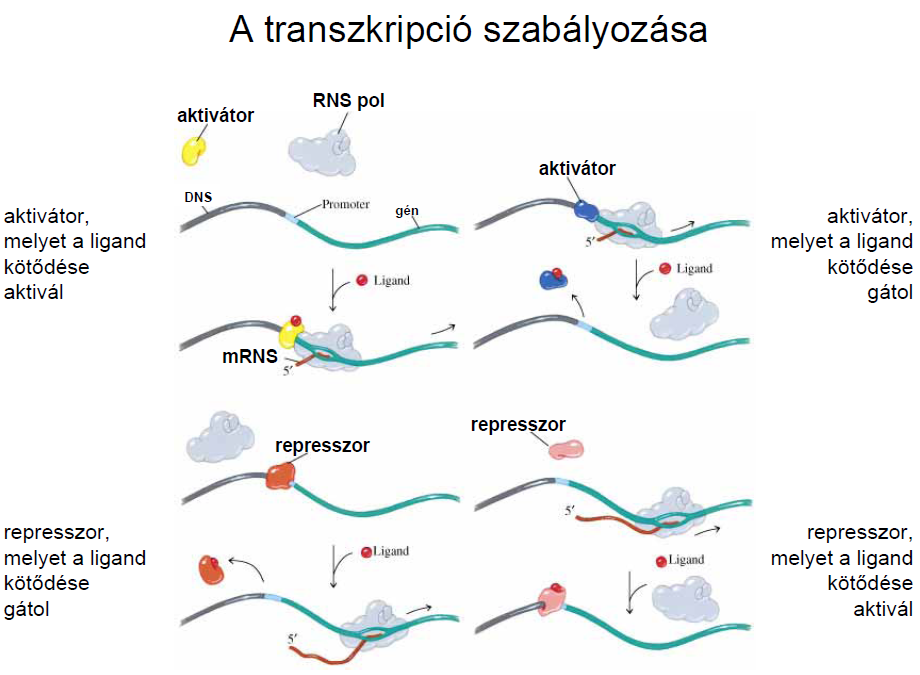 A transzkripció szabályozása
aktivátor
RNS pol
DNS
Promoter
gén
aktivátor,
melyet a ligand
kötődése
aktivál
Ligand
mRNS
5′
aktivátor
5′
Ligand
aktivátor,
melyet a ligand
kötődése
gátol
represszor
represszor,
melyet a ligand
kötődése
gátol
Ligand
5′
represszor
5′
Ligand
represszor,
melyet a ligand
kötődése
aktivál